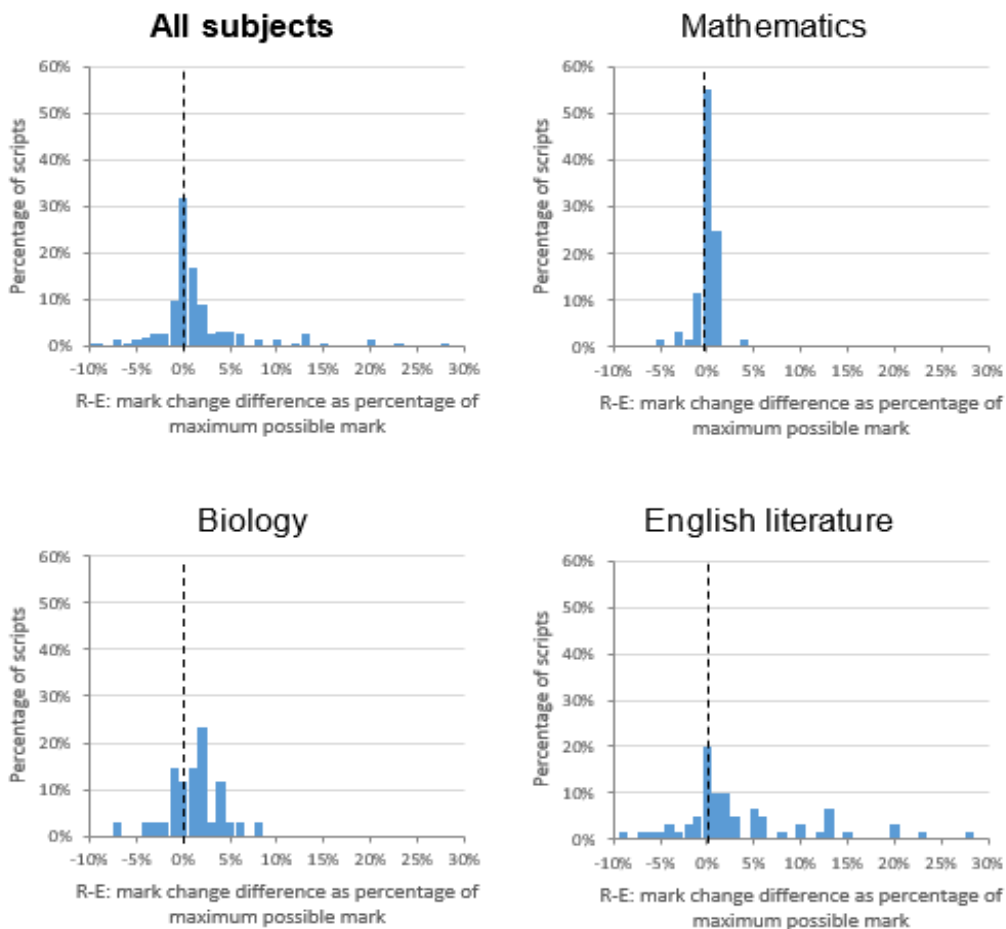 All subjects
60%
50%
40%
30%
20%
10%
0%
Percentage of scripts
-10% -5% 0% 5% 10% 15% 20% 25% 30%
R-E: mark change difference as percentage of
maximum possible mark
Mathematics
60%
50%
40%
30%
20%
10%
0%
Percentage of scripts
-10% -5% 0% 5% 10% 15% 20% 25% 30%
R-E: mark change difference as percentage of
maximum possible mark
Biology
60%
50%
40%
30%
20%
10%
0%
Percentage of scripts
-10% -5% 0% 5% 10% 15% 20% 25% 30%
R-E: mark change difference as percentage of
maximum possible mark
English literature
60%
50%
40%
30%
20%
10%
0%
Percentage of scripts
-10% -5% 0% 5% 10% 15% 20% 25% 30%
R-E: mark change difference as percentage of
maximum possible mark